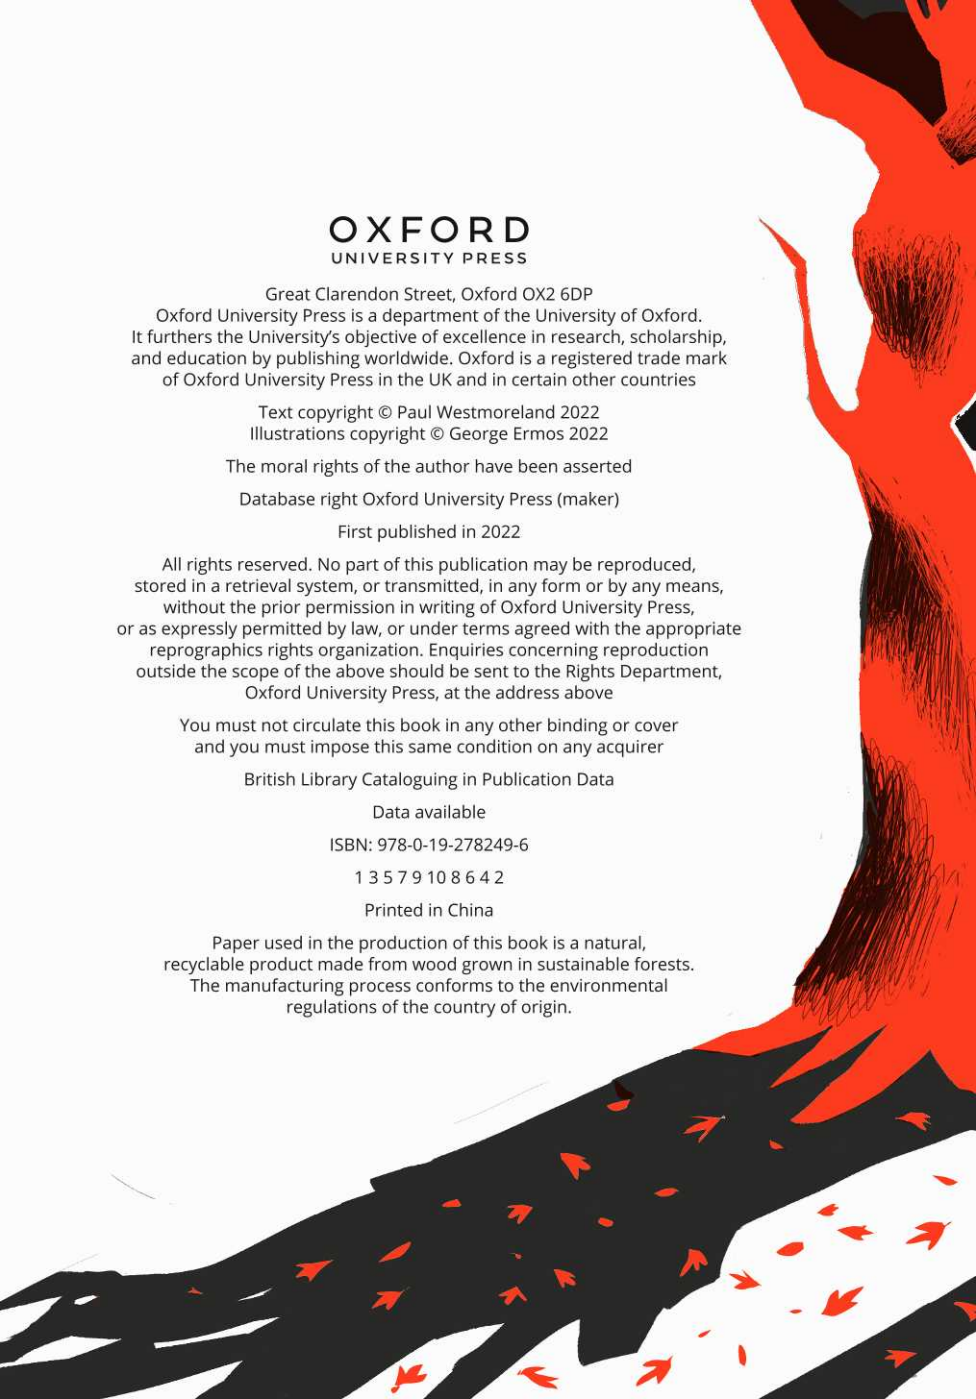 OXFORD
UNIVERSITY PRESS
Great Clarendon Street, Oxford OX2 6DP
Oxford University Press is a department of the University of Oxford.
It furthers the University’s objective of excellence in research, scholarship,
and education by publishing worldwide. Oxford is a registered trade mark
of Oxford University Press in the UK and in certain other countries
Text copyright © Paul Westmoreland 2022
Illustrations copyright © George Ermos 2022
The moral rights of the author have been asserted
Database right Oxford University Press (maker)
First published in 2022
All rights reserved. No part of this publication may be reproduced,
stored in a retrieval system, or transmitted, in any form or by any means,
without the prior permission in writing of Oxford University Press,
or as expressly permitted by law, or under terms agreed with the appropriate
reprographics rights organization. Enquiries concerning reproduction
outside the scope of the above should be sent to the Rights Department,
Oxford University Press, at the address above
You must not circulate this book in any other binding or cover
and you must impose this same condition on any acquirer
British Library Cataloguing in Publication Data
Data available
ISBN: 978-0-19-278249-6
1 3 5 7 9 10 8 6 4 2
Printed in China
Paper used in the production of this book is a natural,
recyclable product made from wood grown in sustainable forests.
The manufacturing process conforms to the environmental
regulations of the country of origin.